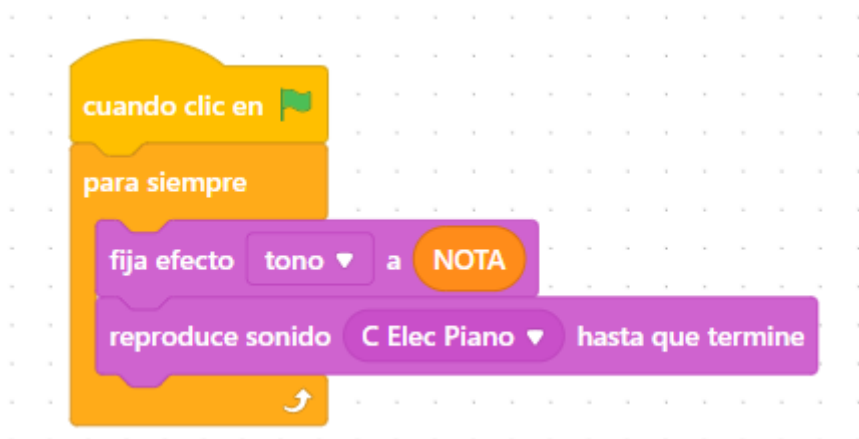 cuando clic en
para siempre
fija efecto tono a NOTA
reproduce sonido C Elec Piano hasta que termine